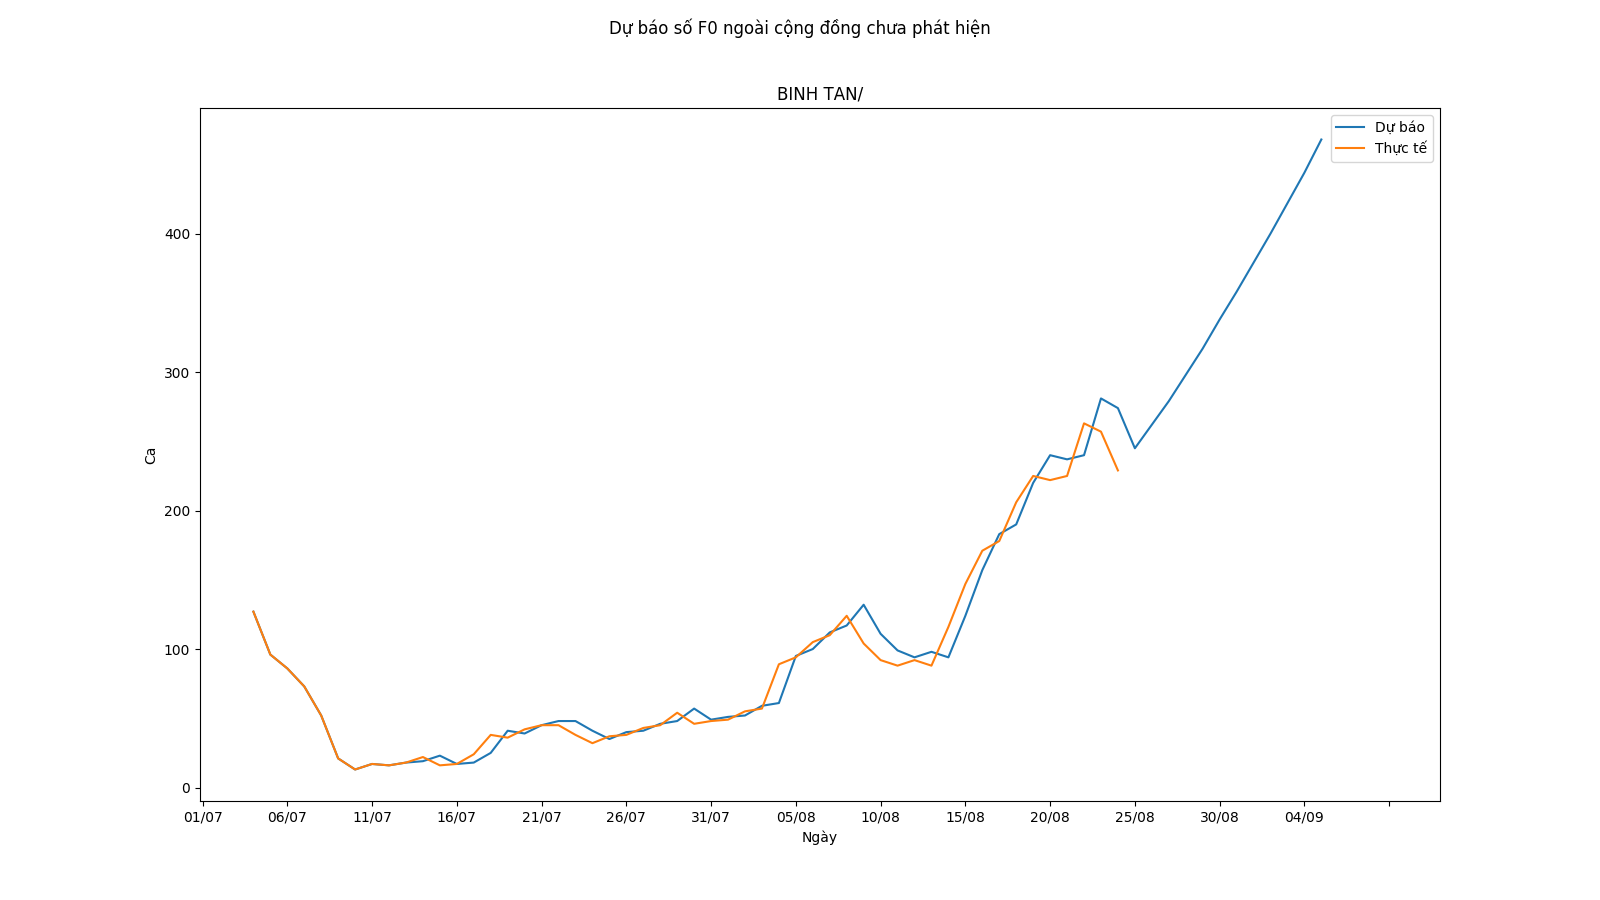 Dự báo số F0 ngoài cộng đồng chưa phát hiện
BINH TAN/
Dự báo
Thực tế
Ca
400
300
200
100
0
01/07 06/07 11/07 16/07 21/07 26/07 31/07 05/08 10/08 15/08 20/08 25/08 30/08 04/09
Ngày